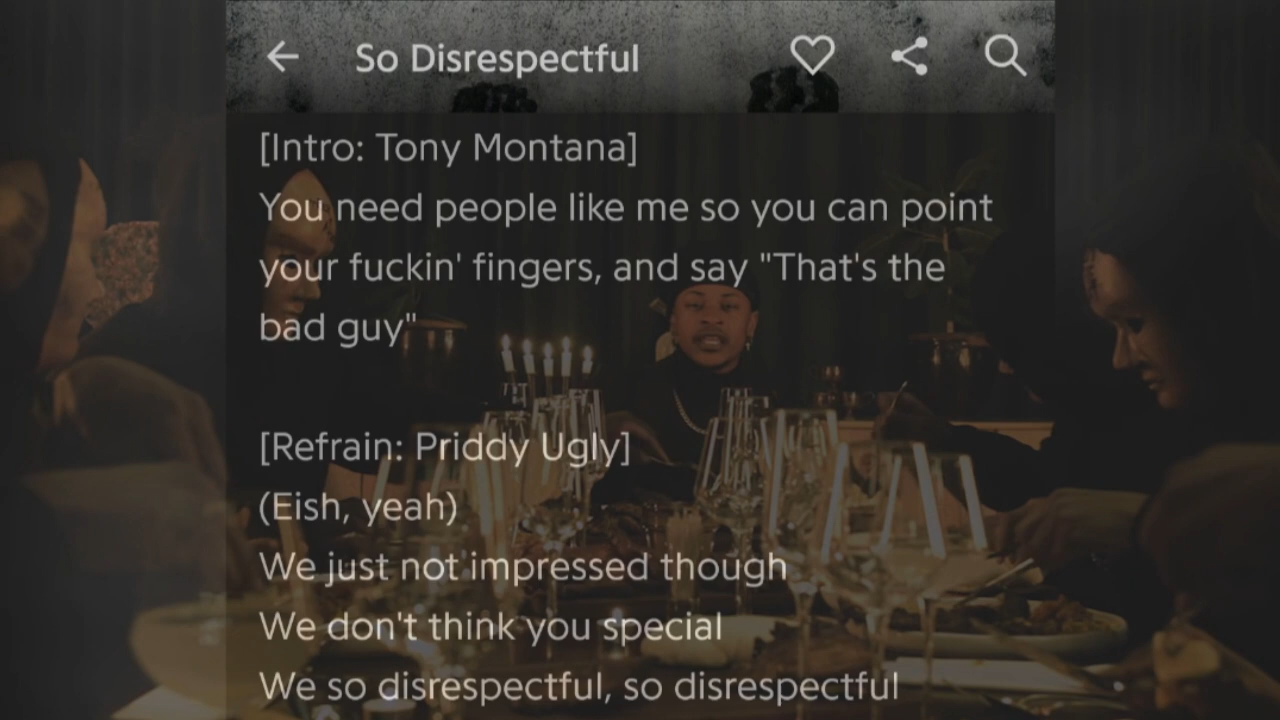 So Disrespectful
[Intro: Tony Montana]
You need people like me so you can point
your fuckin' fingers, and say "That's the
bad guy"
[Refrain: Priddy Ugly]
(Eish, yeah)
We just not impressed though
We don't think you special
We so disrespectful, so disrespectful